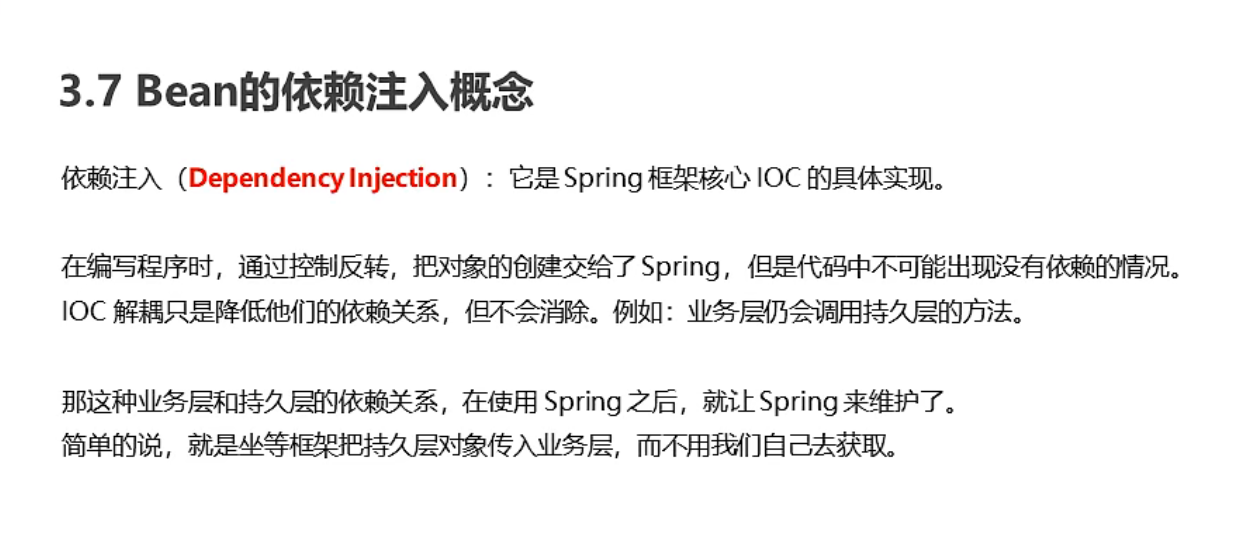 3.7 Bean的依赖注入概念
依赖注入（Dependency Injection）：它是 Spring 框架核心 IOC 的具体实现。
在编写程序时，通过控制反转，把对象的创建交给了 Spring，但是代码中不可能出现没有依赖的情况。
IOC 解耦只是降低他们的依赖关系，但不会消除。例如：业务层仍会调用持久层的方法。
那这种业务层和持久层的依赖关系，在使用 Spring 之后，就让 Spring 来维护了。
简单的说，就是坐等框架把持久层对象传入业务层，而不用我们自己去获取。